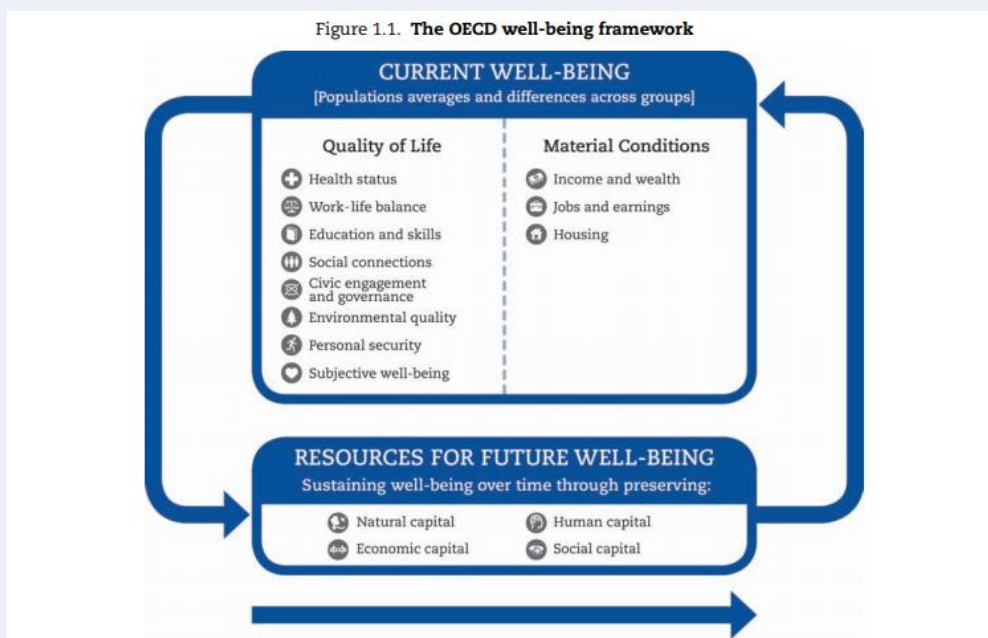 Figure 1.1. The OECD well-being framework
CURRENT WELL-BEING
[Populations averages and differences across groups]
Quality of Life
Health status
Work-life balance
Education and skills
Social connections
Civic engagement
and governance
Environmental quality
Personal security
Subjective well-being
Material Conditions
Income and wealth
Jobs and earnings
Housing
RESOURCES FOR FUTURE WELL-BEING
Sustaining well-being over time through preserving:
Natural capital
Economic capital
Human capital
Social capital